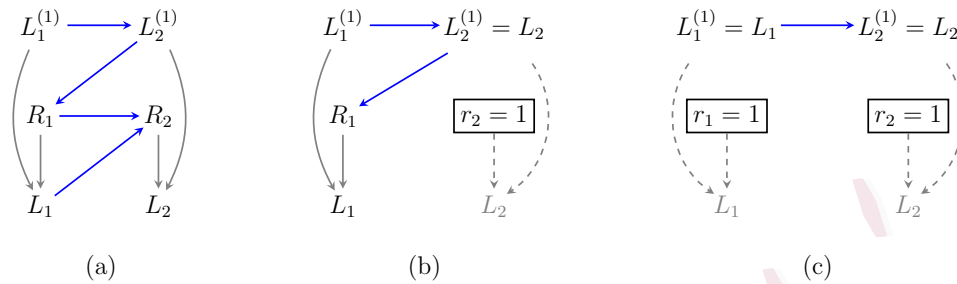 L_1^{(1)} L_2^{(1)} L_1^{(1)} L_2^{(1)} = L_2 L_1^{(1)} = L_1 L_2^{(1)} = L_2
R_1 R_2 R_1 r_2 = 1 r_1 = 1 r_2 = 1
L_1 L_2 L_1 L_2 L_1 L_2
(a) (b) (c)